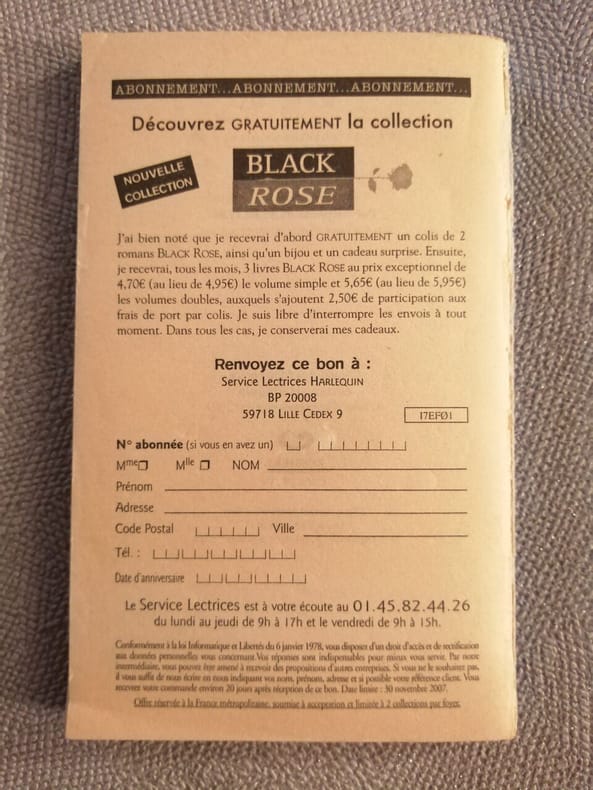 ABONNEMENT...ABONNEMENT...ABONNEMENT...
Découvrez GRATUITEMENT la collection
NOUVELLE
COLLECTION
BLACK
ROSE
J'ai bien noté que je recevrai d'abord GRATUITEMENT un colis de 2
romans BLACK ROSE, ainsi qu'un bijou et un cadeau surprise. Ensuite,
je recevrai, tous les mois, 3 livres BLACK ROSE au prix exceptionnel de
4,70€ (au lieu de 4,95€) le volume simple et 5,65€ (au lieu de 5,95€)
les volumes doubles, auxquels s'ajoutent 2,50€ de participation aux
frais de port par colis. Je suis libre d'interrompre les envois à tout
moment. Dans tous les cas, je conserverai mes cadeaux.
Renvoyez ce bon à :
Service Lectrices HARLEQUIN
BP 20008
59718 LILLE CEDEX 9
17EFØ1
N° abonnée (si vous en avez un)
Mme Mlle NOM
Prénom
Adresse
Code Postal Ville
Tél. :
Date d'anniversaire
Le Service Lectrices est à votre écoute au 01.45.82.44.26
du lundi au jeudi de 9h à 17h et le vendredi de 9h à 15h.
Conformément à la loi Informatique et Libertés du 6 janvier 1978, vous disposez d'un droit d'accès et de rectification
aux données personnelles vous concernant. Vos réponses sont indispensables pour mieux vous servir. Par notre
intermédiaire, vous pouvez être amené à recevoir des propositions d'autres entreprises. Si vous ne le souhaitez pas,
il vous suffit de nous écrire en nous indiquant vos nom, prénom, adresse et si possible votre référence client. Vous
recevrez votre commande environ 20 jours après réception de ce bon. Date limite : 30 novembre 2007.
Offre réservée à la France métropolitaine, soumise à acceptation et limitée à 2 collections par foyer.